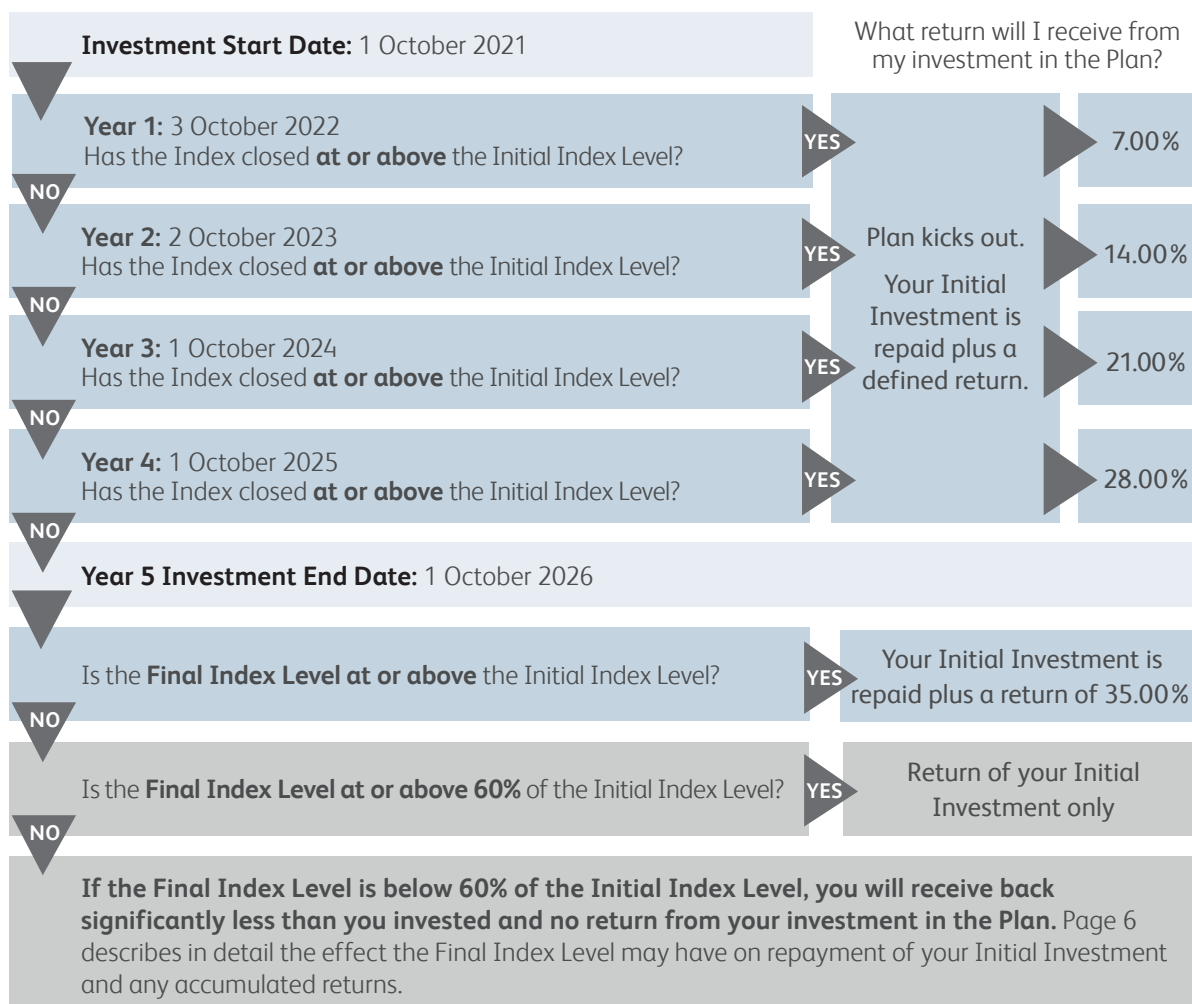 Investment Start Date: 1 October 2021
What return will I receive from
my investment in the Plan?
Year 1: 3 October 2022
Has the Index closed at or above the Initial Index Level?
YES
7.00%
NO
Year 2: 2 October 2023
Has the Index closed at or above the Initial Index Level?
YES
Plan kicks out.
Your Initial
Investment is
repaid plus a
defined return.
14.00%
NO
Year 3: 1 October 2024
Has the Index closed at or above the Initial Index Level?
YES
21.00%
NO
Year 4: 1 October 2025
Has the Index closed at or above the Initial Index Level?
YES
28.00%
NO
Year 5 Investment End Date: 1 October 2026
Is the Final Index Level at or above the Initial Index Level?
YES
Your Initial Investment is
repaid plus a return of 35.00%
NO
Is the Final Index Level at or above 60% of the Initial Index Level?
YES
Return of your Initial
Investment only
NO
If the Final Index Level is below 60% of the Initial Index Level, you will receive back
significantly less than you invested and no return from your investment in the Plan. Page 6
describes in detail the effect the Final Index Level may have on repayment of your Initial Investment
and any accumulated returns.